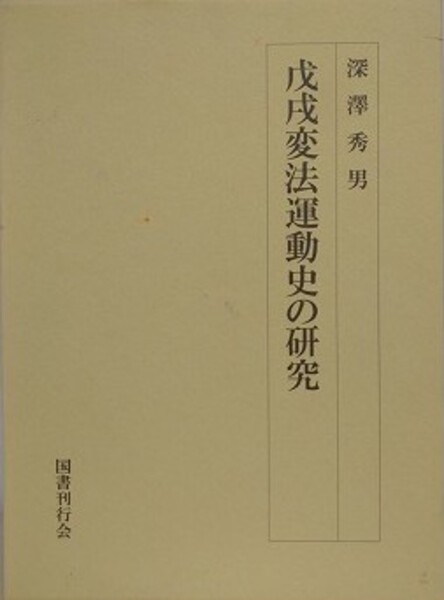 深澤秀男
戊戌変法運動史の研究
国書刊行会